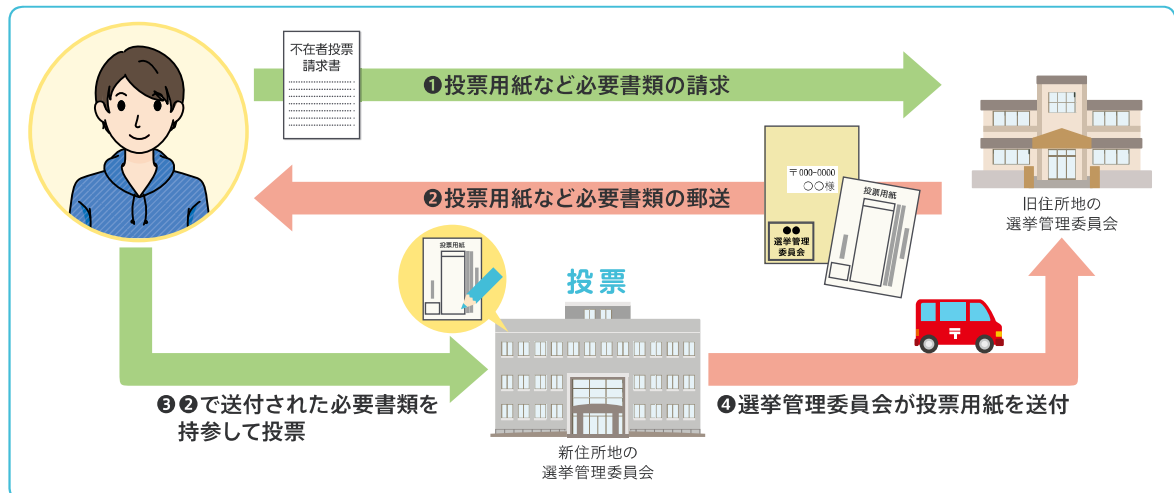 不在者投票
請求書
❶投票用紙など必要書類の請求
❷投票用紙など必要書類の郵送
〒000-0000
○○様
●●
選挙管理
委員会
投票用紙
旧住所地の
選挙管理委員会
投票用紙
投票
〒
❸❷で送付された必要書類を
持参して投票
新住所地の
選挙管理委員会
❹選挙管理委員会が投票用紙を送付